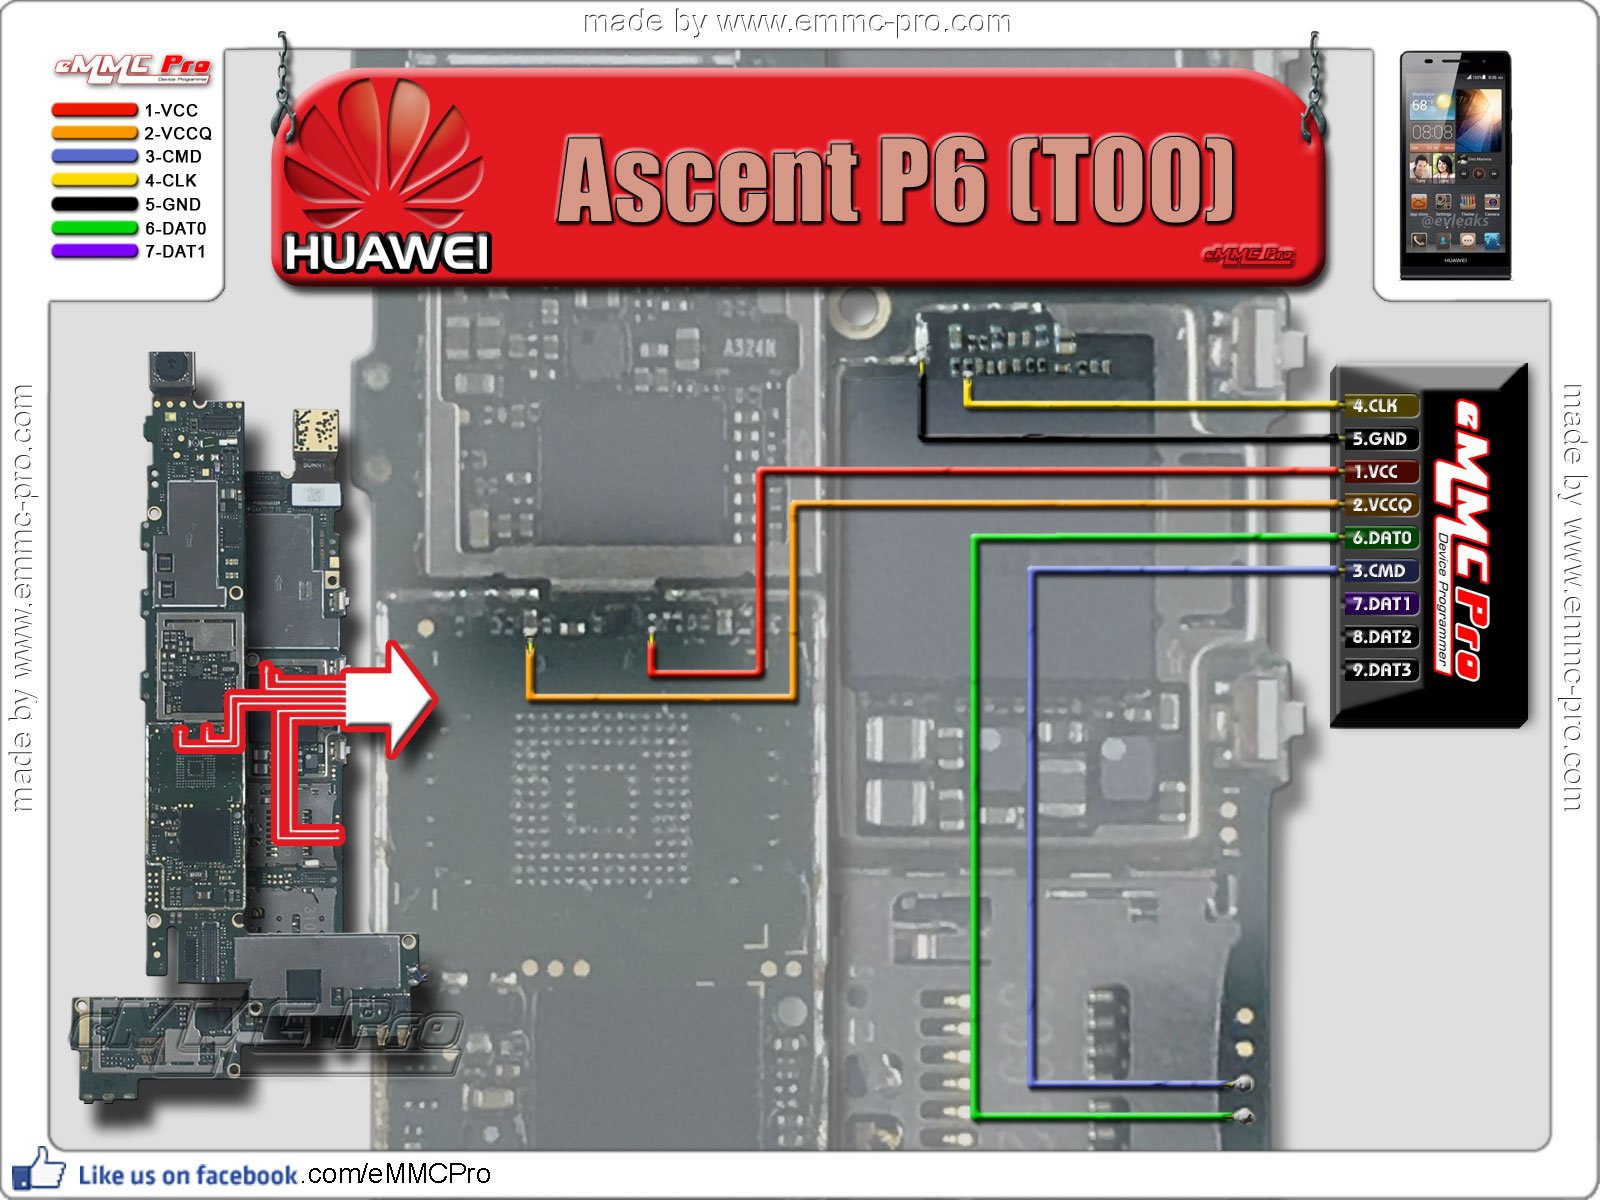 made by www.emmc-pro.com
eMMC Pro
Device Programmer
1-VCC
2-VCCQ
3-CMD
4-CLK
5-GND
6-DAT0
7-DAT1
HUAWEI
Ascent P6 (T00)
eMMC Pro
68°
08:08
@evleaks
HUAWEI
A324N
4.CLK
5.GND
1.VCC
2.VCCQ
6.DAT0
3.CMD
7.DAT1
8.DAT2
9.DAT3
eMMC Pro
Device Programmer
made by www.emmc-pro.com
made by www.emmc-pro.com
eMMC Pro
Like us on facebook.com/eMMCPro